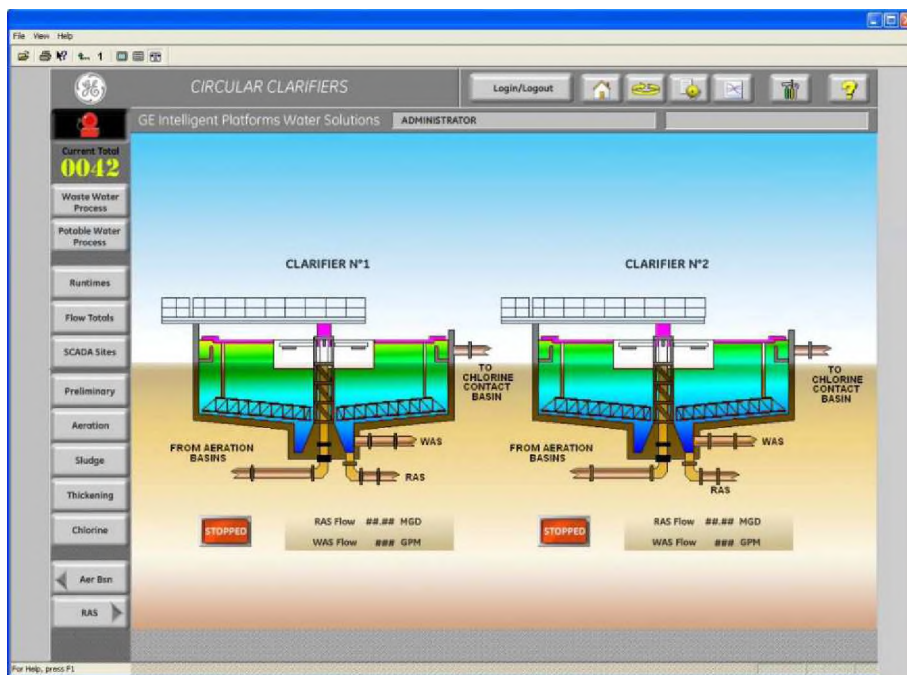 File View Help
1
CIRCULAR CLARIFIERS
Login/Logout
GE Intelligent Platforms Water Solutions
ADMINISTRATOR
Current Total
0042
Waste Water
Process
Potable Water
Process
Runtimes
Flow Totals
SCADA Sites
Preliminary
Aeration
Sludge
Thickening
Chlorine
Aer Bsn
RAS
CLARIFIER N°1
TO
CHLORINE
CONTACT
BASIN
FROM AERATION
BASINS
WAS
RAS
STOPPED
RAS Flow ##.## MGD
WAS Flow ### GPM
CLARIFIER N°2
TO
CHLORINE
CONTACT
BASIN
FROM AERATION
BASINS
WAS
RAS
STOPPED
RAS Flow ##.## MGD
WAS Flow ### GPM
For Help, press F1